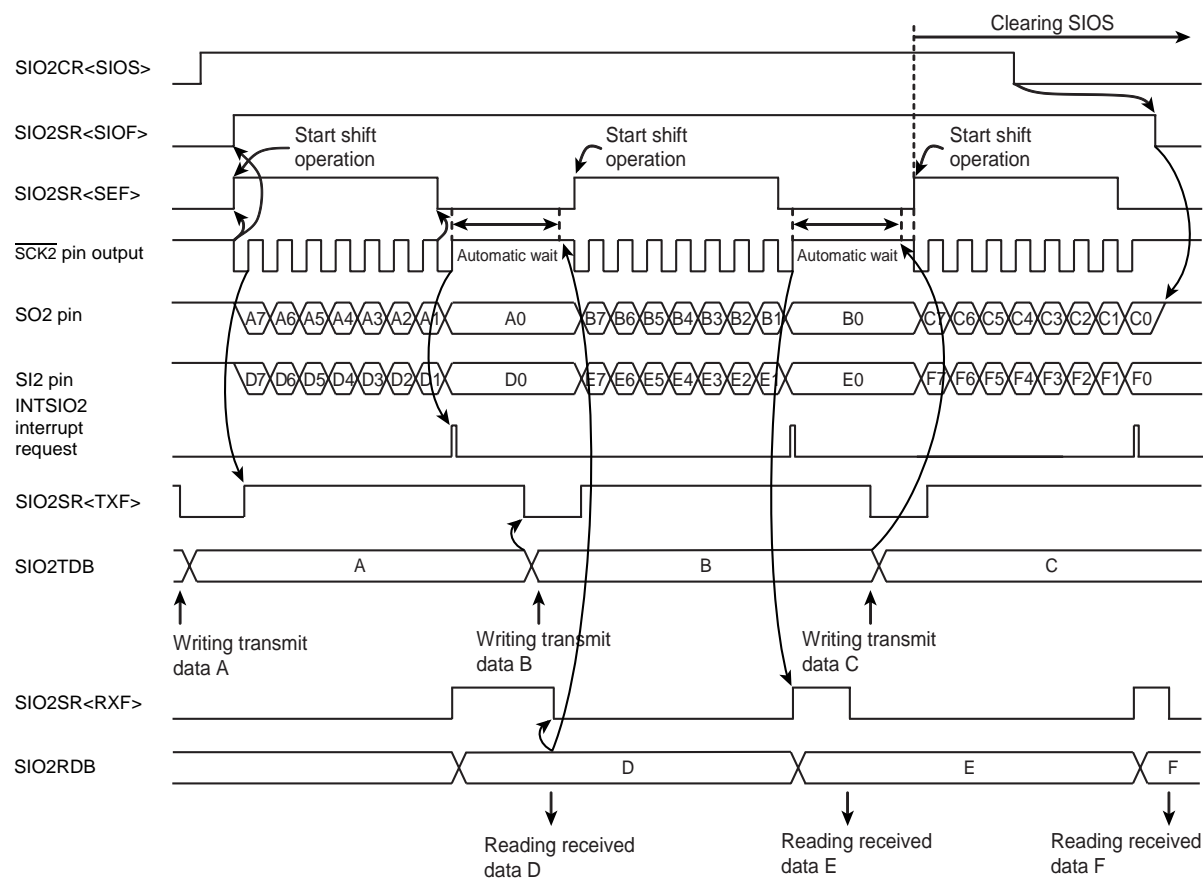 Clearing SIOS
SIO2CR<SIOS>
SIO2SR<SIOF>
Start shift
operation
Start shift
operation
Start shift
operation
SIO2SR<SEF>
SCK2 pin output
Automatic wait
Automatic wait
SO2 pin
A7 A6 A5 A4 A3 A2 A1 A0 B7 B6 B5 B4 B3 B2 B1 B0 C7 C6 C5 C4 C3 C2 C1 C0
SI2 pin
D7 D6 D5 D4 D3 D2 D1 D0 E7 E6 E5 E4 E3 E2 E1 E0 F7 F6 F5 F4 F3 F2 F1 F0
INTSIO2
interrupt
request
SIO2SR<TXF>
SIO2TDB
A B C
Writing transmit
data A
Writing transmit
data B
Writing transmit
data C
SIO2SR<RXF>
SIO2RDB
D E F
Reading received
data D
Reading received
data E
Reading received
data F